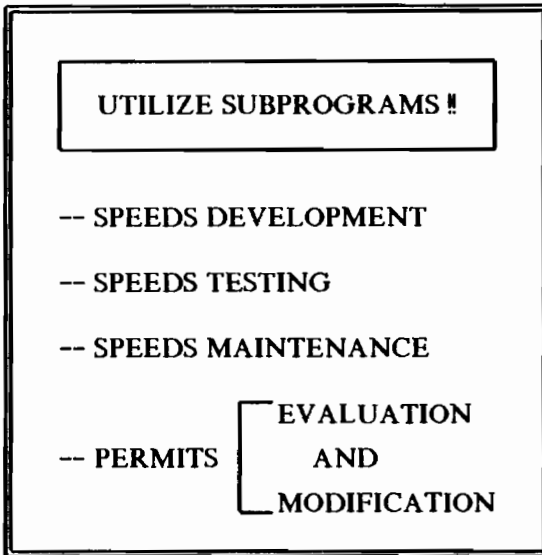 UTILIZE SUBPROGRAMS !!
-- SPEEDS DEVELOPMENT
-- SPEEDS TESTING
-- SPEEDS MAINTENANCE
-- PERMITS
EVALUATION
AND
MODIFICATION